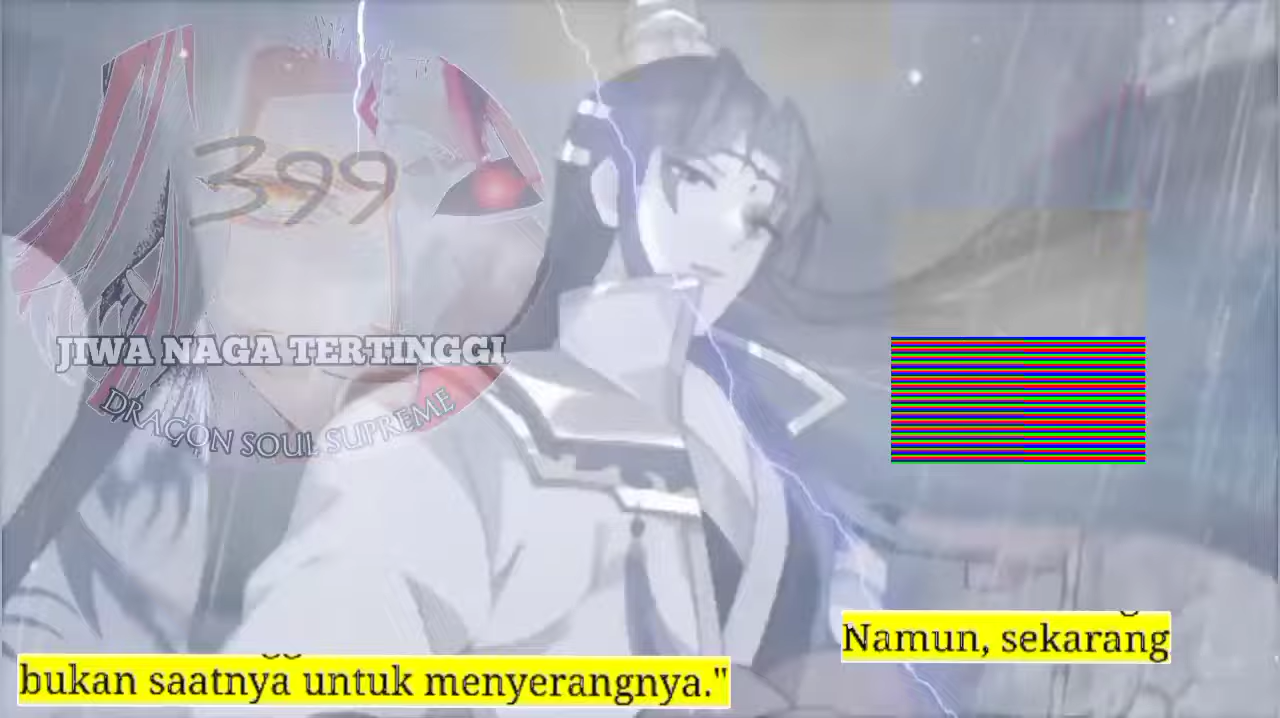 399
JIWA NAGA TERTINGGI
DRAGON SOUL SUPREME
Namun, sekarang
bukan saatnya untuk menyerangnya."